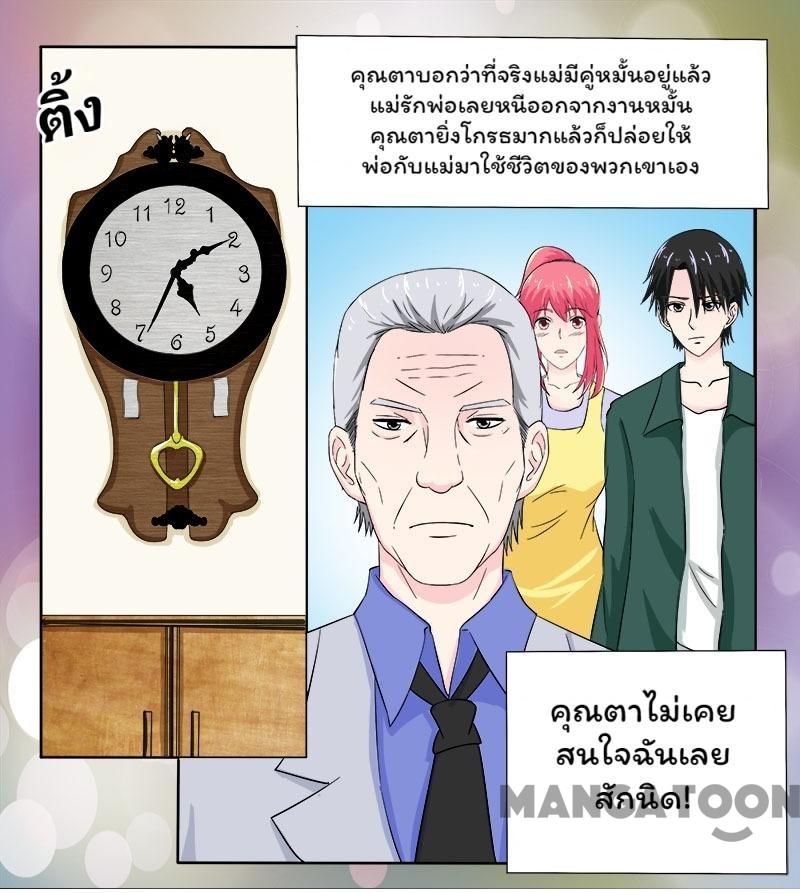 ติ๊ง
คุณตาบอกว่าที่จริงแม่มีคู่หมั้นอยู่แล้ว
แม่รักพ่อเลยหนีออกจากงานหมั้น
คุณตายิ่งโกรธมากแล้วก็ปล่อยให้
พ่อกับแม่มาใช้ชีวิตของพวกเขาเอง
12
11
1
10
2
9
3
8
4
7
5
6
คุณตาไม่เคย
สนใจฉันเลย
สักนิด!
MANGATOON